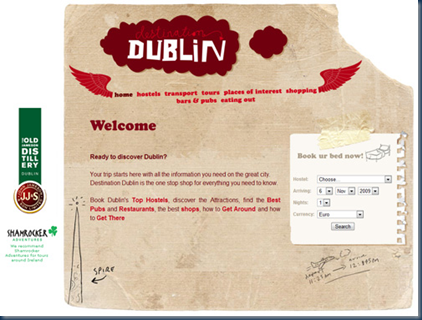 destination
DUBLIN
home hostels transport tours places of interest shopping
bars & pubs eating out
THE OLD
JAMESON
DIS
TILL
ERY
DUBLIN
JJ&S
SHAMROCKER
ADVENTURES
We recommend
Shamrocker
Adventures for tours
around Ireland
Welcome
Ready to discover Dublin?
Your trip starts here with all the information you need on the great city.
Destination Dublin is the one stop shop for everything you need to know.
Book Dublin's Top Hostels, discover the Attractions, find the Best
Pubs and Restaurants, the best shops, how to Get Around and how
to Get There
SPIRE
Book ur bed now!
Hostel: Choose...
Arriving: 6 Nov 2009
Nights: 1
Currency: Euro
Search